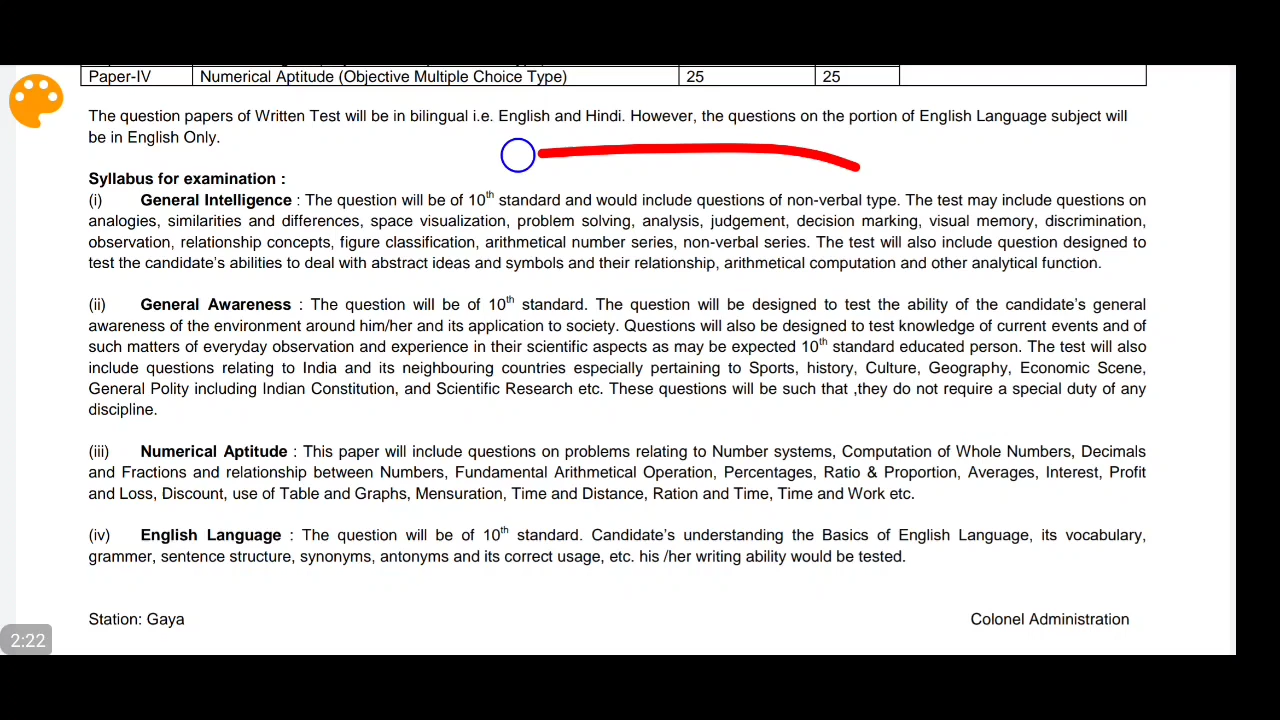 Paper-IV Numerical Aptitude (Objective Multiple Choice Type) 25 25
The question papers of Written Test will be in bilingual i.e. English and Hindi. However, the questions on the portion of English Language subject will
be in English Only.
Syllabus for examination :
(i) General Intelligence : The question will be of 10th standard and would include questions of non-verbal type. The test may include questions on
analogies, similarities and differences, space visualization, problem solving, analysis, judgement, decision marking, visual memory, discrimination,
observation, relationship concepts, figure classification, arithmetical number series, non-verbal series. The test will also include question designed to
test the candidate's abilities to deal with abstract ideas and symbols and their relationship, arithmetical computation and other analytical function.
(ii) General Awareness : The question will be of 10th standard. The question will be designed to test the ability of the candidate's general
awareness of the environment around him/her and its application to society. Questions will also be designed to test knowledge of current events and of
such matters of everyday observation and experience in their scientific aspects as may be expected 10th standard educated person. The test will also
include questions relating to India and its neighbouring countries especially pertaining to Sports, history, Culture, Geography, Economic Scene,
General Polity including Indian Constitution, and Scientific Research etc. These questions will be such that ,they do not require a special duty of any
discipline.
(iii) Numerical Aptitude : This paper will include questions on problems relating to Number systems, Computation of Whole Numbers, Decimals
and Fractions and relationship between Numbers, Fundamental Arithmetical Operation, Percentages, Ratio & Proportion, Averages, Interest, Profit
and Loss, Discount, use of Table and Graphs, Mensuration, Time and Distance, Ration and Time, Time and Work etc.
(iv) English Language : The question will be of 10th standard. Candidate's understanding the Basics of English Language, its vocabulary,
grammer, sentence structure, synonyms, antonyms and its correct usage, etc. his /her writing ability would be tested.
Station: Gaya Colonel Administration
2:22